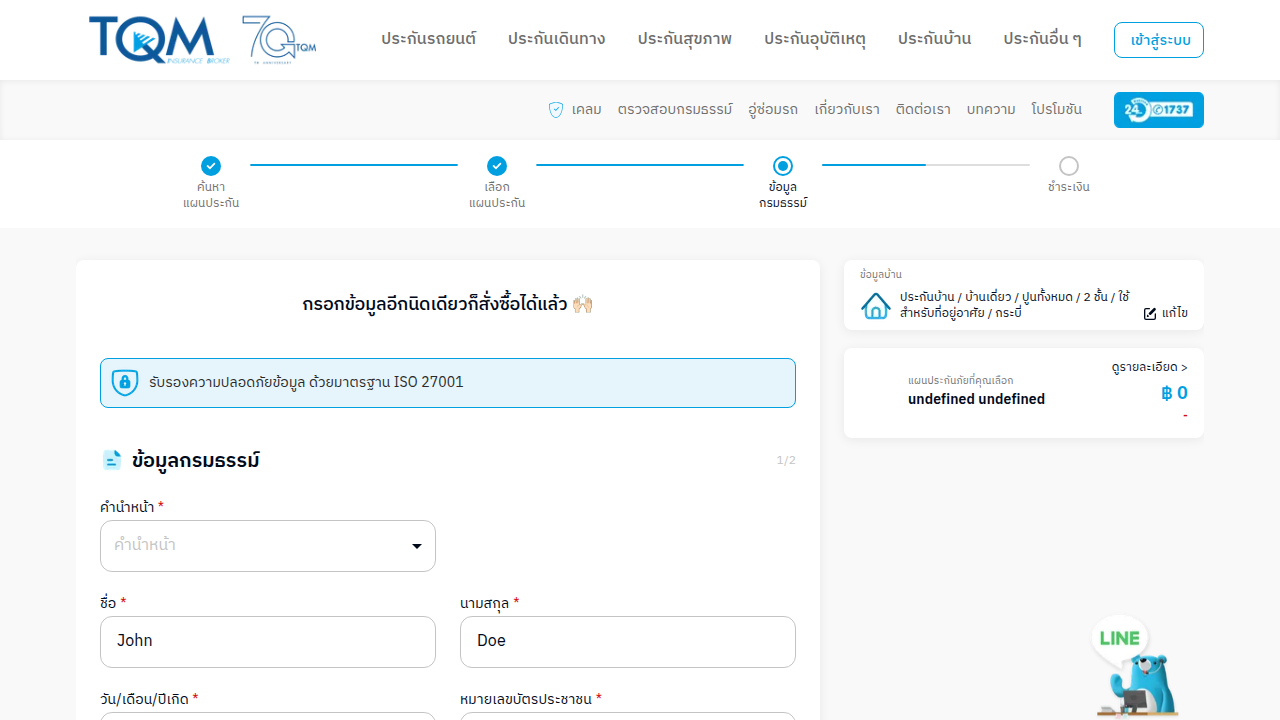 TQM
INSURANCE BROKER
70 TQM
TH ANNIVERSARY
ประกันรถยนต์ ประกันเดินทาง ประกันสุขภาพ ประกันอุบัติเหตุ ประกันบ้าน ประกันอื่น ๆ เข้าสู่ระบบ
เคลม ตรวจสอบกรมธรรม์ อู่ซ่อมรถ เกี่ยวกับเรา ติดต่อเรา บทความ โปรโมชัน 24 1737
ค้นหา
แผนประกัน
เลือก
แผนประกัน
ข้อมูล
กรมธรรม์
ชำระเงิน
กรอกข้อมูลอีกนิดเดียวก็สั่งซื้อได้แล้ว 🙌🏻
รับรองความปลอดภัยข้อมูล ด้วยมาตรฐาน ISO 27001
ข้อมูลกรมธรรม์ 1/2
คำนำหน้า *
คำนำหน้า
ชื่อ * นามสกุล *
John Doe
วัน/เดือน/ปีเกิด * หมายเลขบัตรประชาชน *
ข้อมูลบ้าน
ประกันบ้าน / บ้านเดี่ยว / ปูนทั้งหมด / 2 ชั้น / ใช้
สำหรับที่อยู่อาศัย / กระบี่ แก้ไข
ดูรายละเอียด >
แผนประกันภัยที่คุณเลือก
undefined undefined ฿ 0
-
LINE